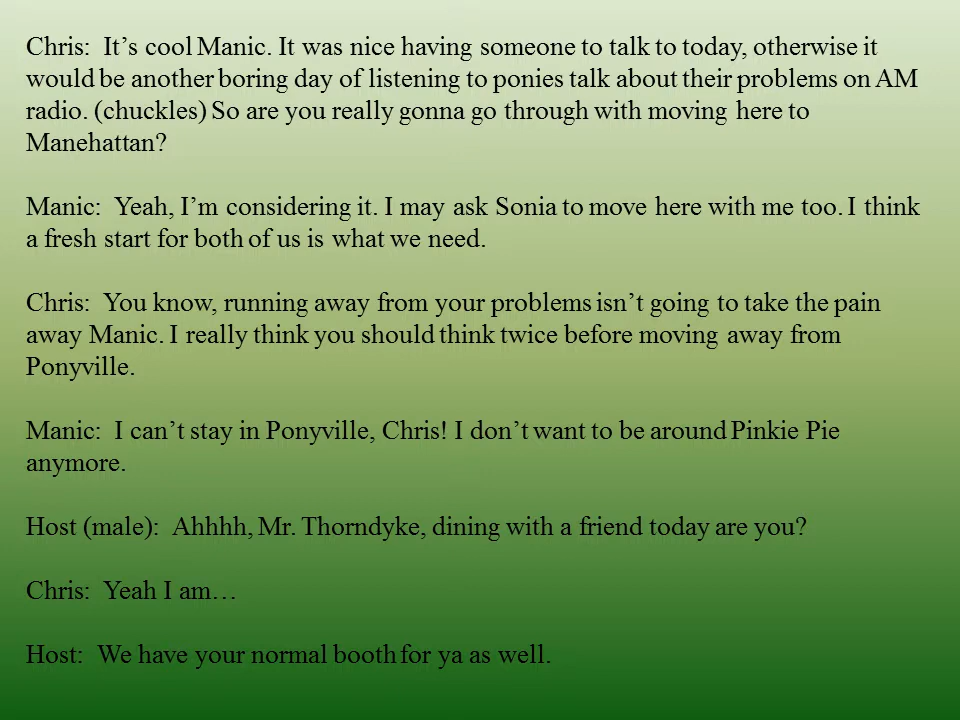 Chris:  It’s cool Manic. It was nice having someone to talk to today, otherwise it
would be another boring day of listening to ponies talk about their problems on AM
radio. (chuckles) So are you really gonna go through with moving here to
Manehattan?
Manic:  Yeah, I’m considering it. I may ask Sonia to move here with me too. I think
a fresh start for both of us is what we need.
Chris:  You know, running away from your problems isn’t going to take the pain
away Manic. I really think you should think twice before moving away from
Ponyville.
Manic:  I can’t stay in Ponyville, Chris! I don’t want to be around Pinkie Pie
anymore.
Host (male):  Ahhhh, Mr. Thorndyke, dining with a friend today are you?
Chris:  Yeah I am…
Host:  We have your normal booth for ya as well.